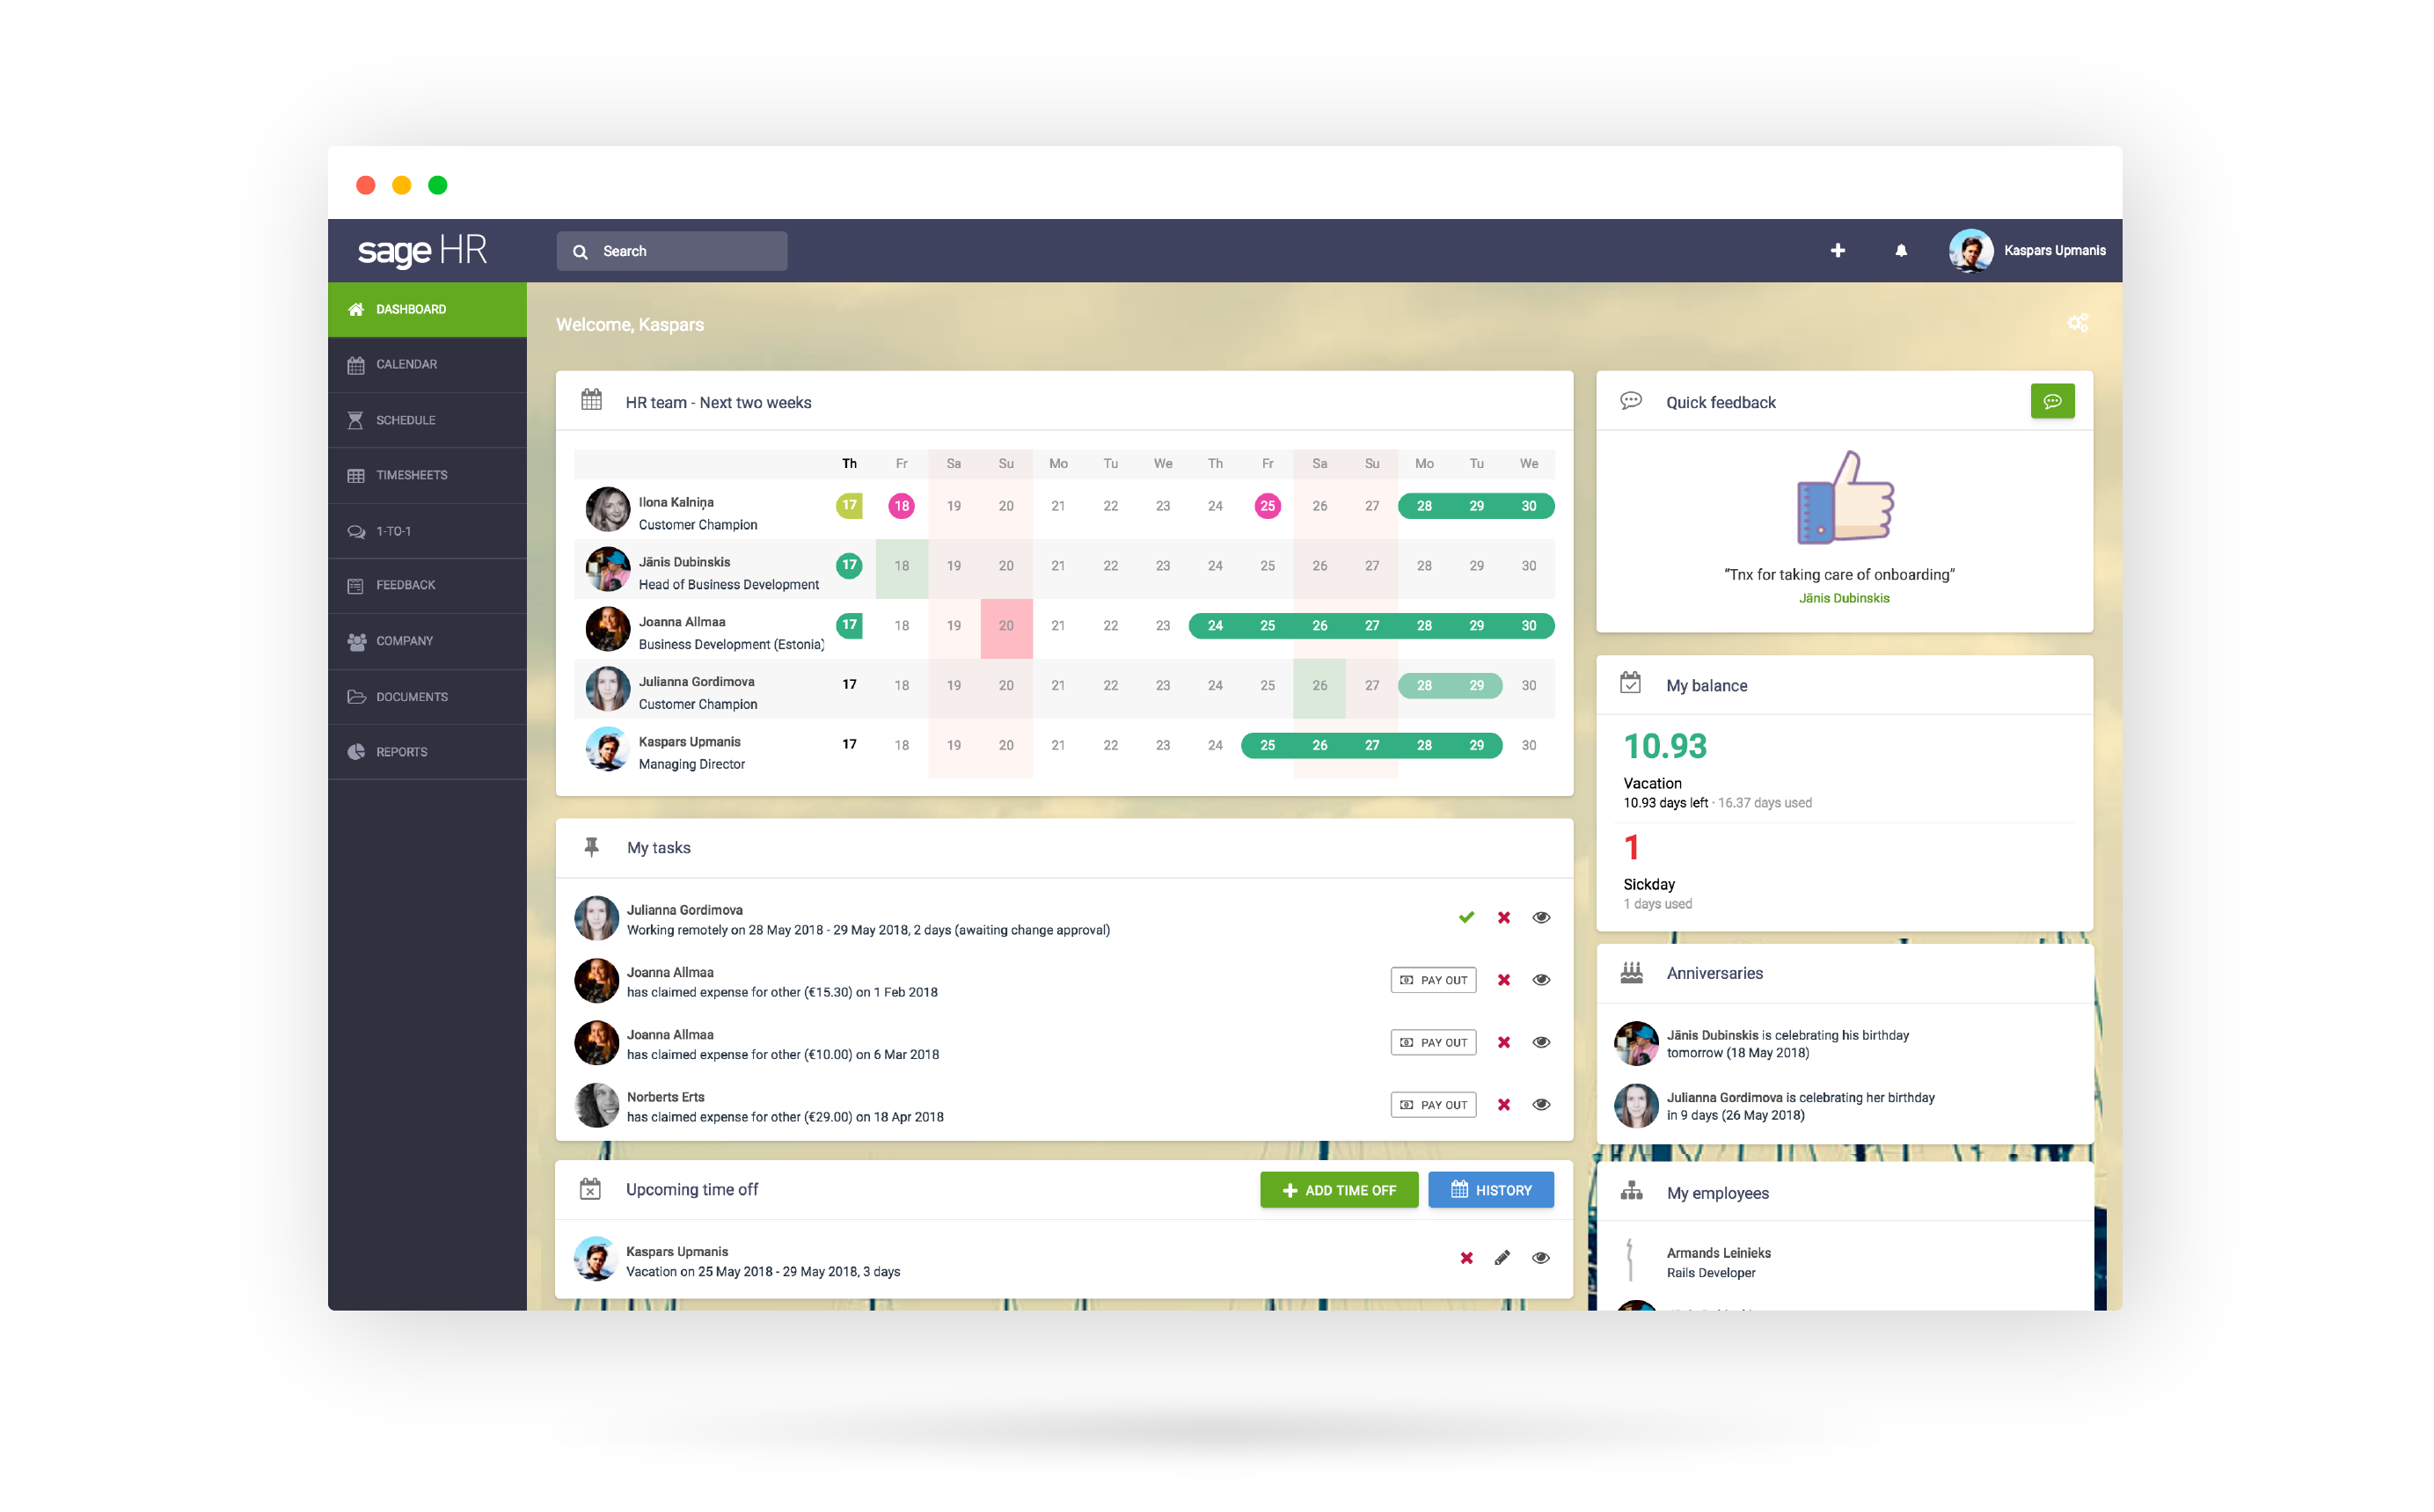 sage HR
Search
Kaspars Upmanis
DASHBOARD
CALENDAR
SCHEDULE
TIMESHEETS
1-TO-1
FEEDBACK
COMPANY
DOCUMENTS
REPORTS
Welcome, Kaspars
HR team - Next two weeks
Th Fr Sa Su Mo Tu We Th Fr Sa Su Mo Tu We
Ilona Kalniņa
17 18 19 20 21 22 23 24 25 26 27 28 29 30
Customer Champion
Jānis Dubinskis
17 18 19 20 21 22 23 24 25 26 27 28 29 30
Head of Business Development
Joanna Allmaa
17 18 19 20 21 22 23 24 25 26 27 28 29 30
Business Development (Estonia)
Julianna Gordimova
17 18 19 20 21 22 23 24 25 26 27 28 29 30
Customer Champion
Kaspars Upmanis
17 18 19 20 21 22 23 24 25 26 27 28 29 30
Managing Director
My tasks
Julianna Gordimova
Working remotely on 28 May 2018 - 29 May 2018, 2 days (awaiting change approval)
Joanna Allmaa
has claimed expense for other (€15.30) on 1 Feb 2018
PAY OUT
Joanna Allmaa
has claimed expense for other (€10.00) on 6 Mar 2018
PAY OUT
Norberts Erts
has claimed expense for other (€29.00) on 18 Apr 2018
PAY OUT
Upcoming time off
ADD TIME OFF
HISTORY
Kaspars Upmanis
Vacation on 25 May 2018 - 29 May 2018, 3 days
Quick feedback
“Tnx for taking care of onboarding”
Jānis Dubinskis
My balance
10.93
Vacation
10.93 days left · 16.37 days used
1
Sickday
1 days used
Anniversaries
Jānis Dubinskis is celebrating his birthday
tomorrow (18 May 2018)
Julianna Gordimova is celebrating her birthday
in 9 days (26 May 2018)
My employees
Armands Leinieks
Rails Developer